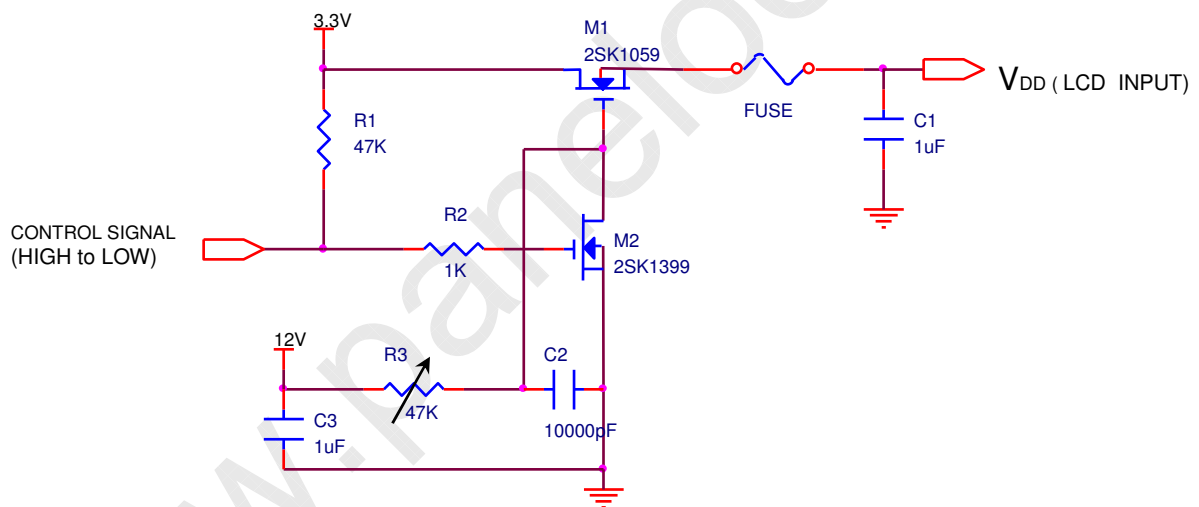 3.3V
M1
2SK1059
FUSE
VDD ( LCD INPUT)
R1
47K
C1
1uF
CONTROL SIGNAL
(HIGH to LOW)
R2
1K
M2
2SK1399
12V
R3
47K
C2
10000pF
C3
1uF
w.panelo